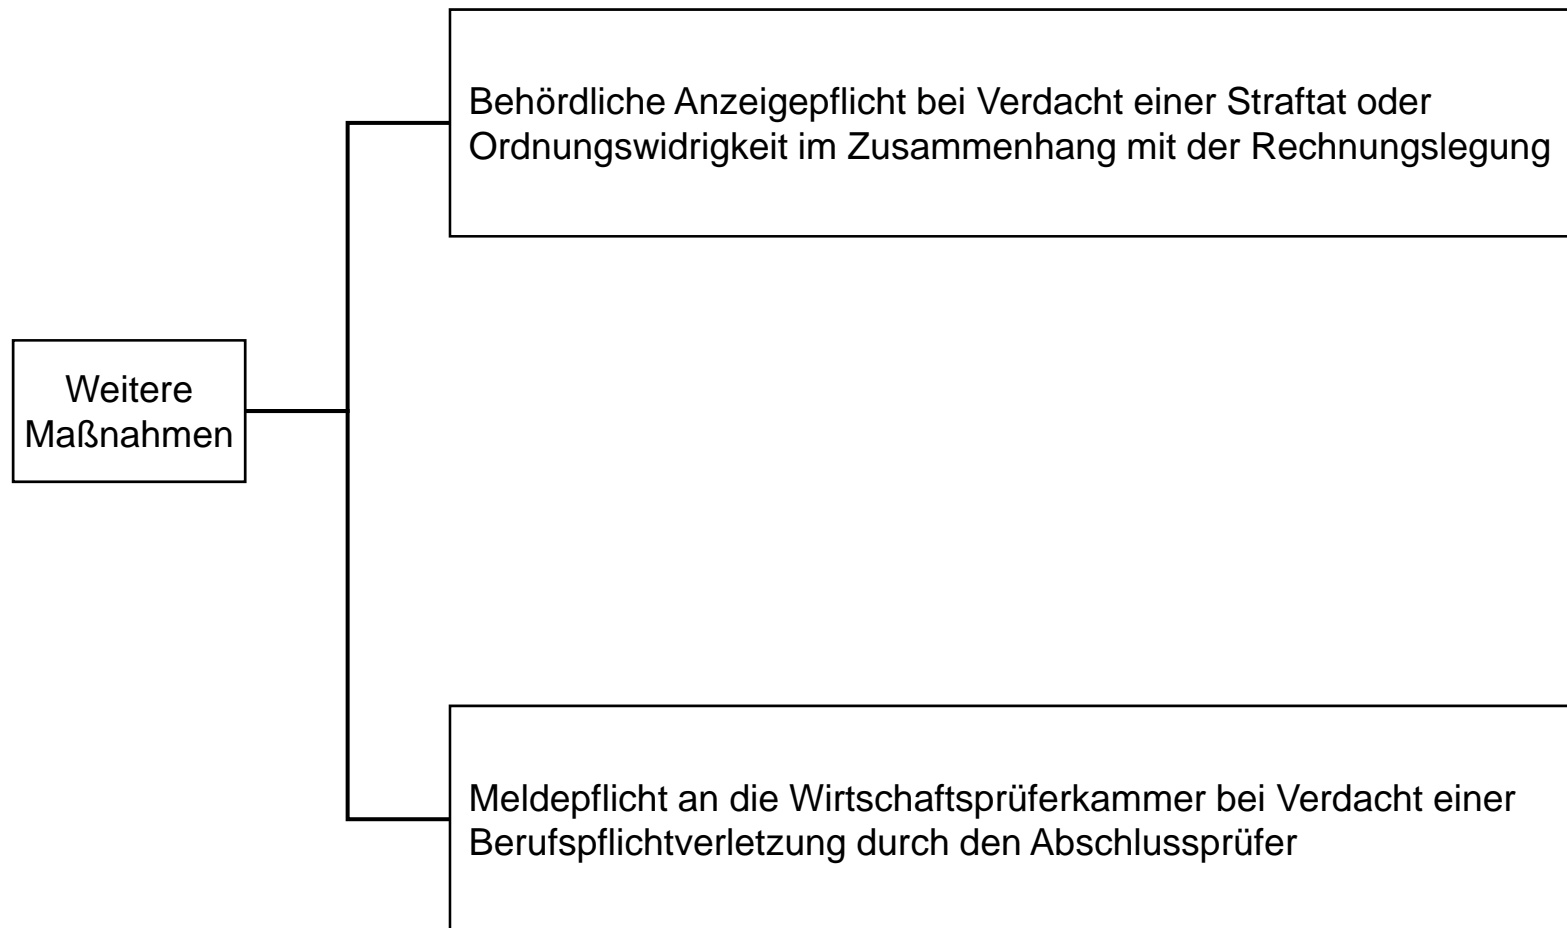 Behördliche Anzeigepflicht bei Verdacht einer Straftat oder
Ordnungswidrigkeit im Zusammenhang mit der Rechnungslegung
Weitere
Maßnahmen
Meldepflicht an die Wirtschaftsprüferkammer bei Verdacht einer
Berufspflichtverletzung durch den Abschlussprüfer